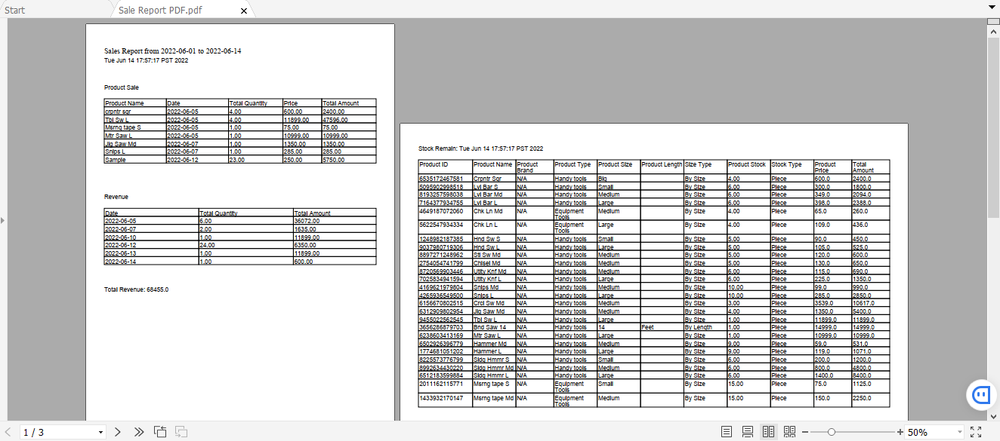 Start
Sale Report PDF.pdf
Sales Report from 2022-06-01 to 2022-06-14
Tue Jun 14 17:57:17 PST 2022
Product Sale
Product Name Date Total Quantity Price Total Amount
crpntr sqr 2022-06-05 4.00 600.00 2400.00
Tbl Sw L 2022-06-05 4.00 11899.00 47596.00
Msrng tape S 2022-06-05 1.00 75.00 75.00
Mtr Saw L 2022-06-05 1.00 10999.00 10999.00
Jig Saw Md 2022-06-07 1.00 1350.00 1350.00
Snips L 2022-06-07 1.00 285.00 285.00
Sample 2022-06-12 23.00 250.00 5750.00
Revenue
Date Total Quantity Total Amount
2022-06-05 6.00 36072.00
2022-06-07 2.00 1635.00
2022-06-10 1.00 11899.00
2022-06-12 24.00 6350.00
2022-06-13 1.00 11899.00
2022-06-14 1.00 600.00
Total Revenue: 68455.0
Stock Remain: Tue Jun 14 17:57:17 PST 2022
Product ID Product Name Product Brand Product Type Product Size Product Length Size Type Product Stock Stock Type Product Price Total Amount
6535172467581 Crpntr Sqr N/A Handy tools Big By Size 4.00 Piece 600.0 2400.0
5095902998518 Lvl Bar S N/A Handy tools Small By Size 6.00 Piece 300.0 1800.0
8193257598038 Lvl Bar Md N/A Handy tools Medium By Size 6.00 Piece 349.0 2094.0
7164377934755 Lvl Bar L N/A Handy tools Large By Size 6.00 Piece 398.0 2388.0
4649187072060 Chk Ln Md N/A Equipment Tools Medium By Size 4.00 Piece 65.0 260.0
5622547934334 Chk Ln L N/A Equipment Tools Large By Size 4.00 Piece 109.0 436.0
1248982187385 Hnd Sw S N/A Handy tools Small By Size 5.00 Piece 90.0 450.0
9037980719306 Hnd Sw L N/A Handy tools Large By Size 5.00 Piece 105.0 525.0
8897271248962 Stl Sw Md N/A Handy tools Medium By Size 5.00 Piece 120.0 600.0
2754054741799 Chisel Md N/A Handy tools Medium By Size 5.00 Piece 130.0 650.0
8720569903446 Utlty Knf Md N/A Handy tools Medium By Size 6.00 Piece 115.0 690.0
7025834941594 Utlty Knf L N/A Handy tools Large By Size 6.00 Piece 225.0 1350.0
4169621979804 Snips Md N/A Handy tools Medium By Size 10.00 Piece 99.0 990.0
4265936549500 Snips L N/A Handy tools Large By Size 10.00 Piece 285.0 2850.0
6156670802515 Crcl Sw Md N/A Handy tools Medium By Size 3.00 Piece 3539.0 10617.0
6312909802954 Jig Saw Md N/A Handy tools Medium By Size 4.00 Piece 1350.0 5400.0
9455022562545 Tbl Sw L N/A Handy tools Large By Size 1.00 Piece 11899.0 11899.0
3656286879703 Bnd Saw 14 N/A Handy tools 14 Feet By Length 1.00 Piece 14999.0 14999.0
6238603413169 Mtr Saw L N/A Handy tools Large By Size 1.00 Piece 10999.0 10999.0
6502926396779 Hammer Md N/A Handy tools Medium By Size 9.00 Piece 59.0 531.0
1774681051202 Hammer L N/A Handy tools Large By Size 9.00 Piece 119.0 1071.0
8225573776799 Sldg Hmmr S N/A Handy tools Small By Size 6.00 Piece 200.0 1200.0
8992634430220 Sldg Hmmr Md N/A Handy tools Medium By Size 6.00 Piece 800.0 4800.0
6512183599884 Sldg Hmmr L N/A Handy tools Large By Size 6.00 Piece 1400.0 8400.0
2011162115771 Msrng tape S N/A Equipment Tools Small By Size 15.00 Piece 75.0 1125.0
1433932170147 Msrng tape Md N/A Equipment Tools Medium By Size 15.00 Piece 150.0 2250.0
1 / 3
50%